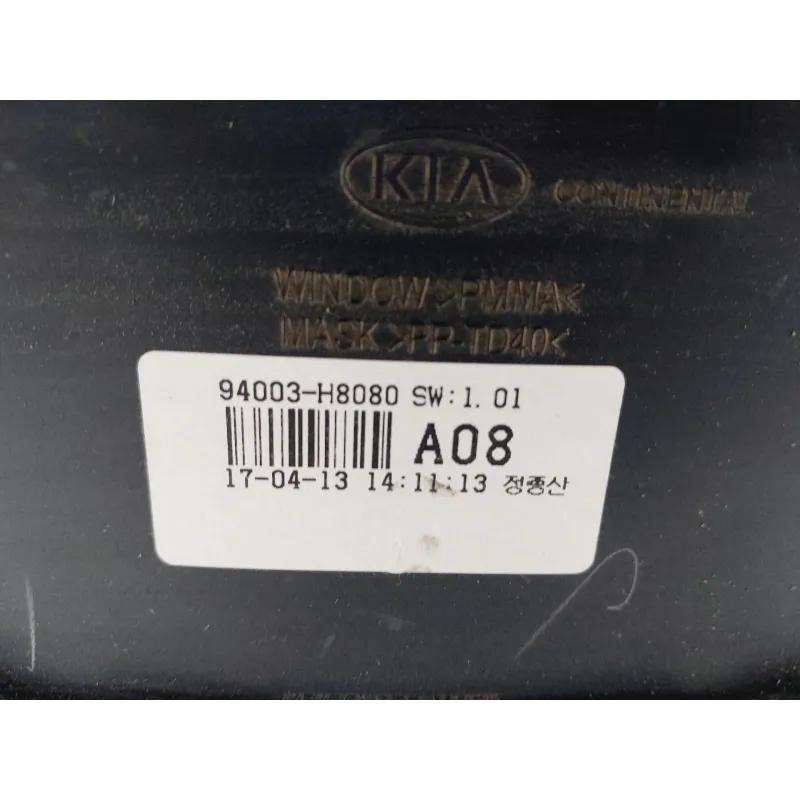 KIA CONTINENTAL
WINDOW >PMMA<
MASK >PP-TD40<
94003-H8080 SW:1.01
A08
17-04-13 14:11:13 정종산